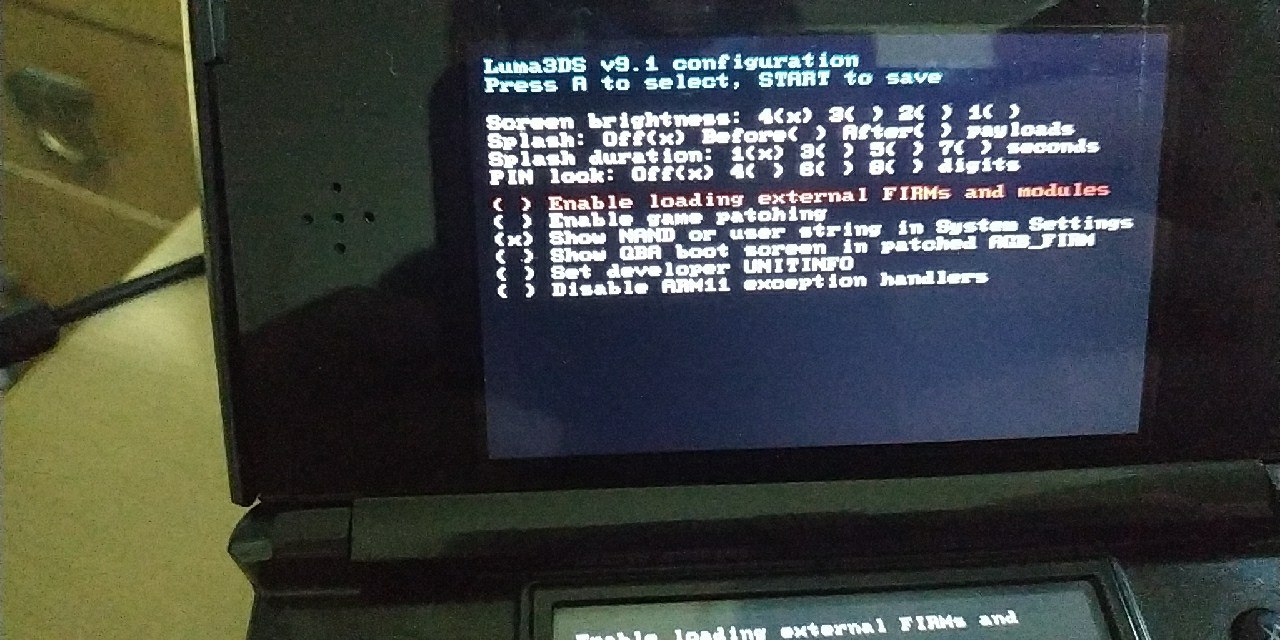 Luma3DS v9.1 configuration
Press A to select, START to save
Screen brightness: 4(x) 3( ) 2( ) 1( )
Splash: Off(x) Before( ) After( ) payloads
Splash duration: 1(x) 3( ) 5( ) 7( ) seconds
PIN lock: Off(x) 4( ) 6( ) 8( ) digits
( ) Enable loading external FIRMs and modules
( ) Enable game patching
(x) Show NAND or user string in System Settings
( ) Show GBA boot screen in patched AGB_FIRM
( ) Set developer UNITINFO
( ) Disable ARM11 exception handlers
Enable loading external FIRMs and